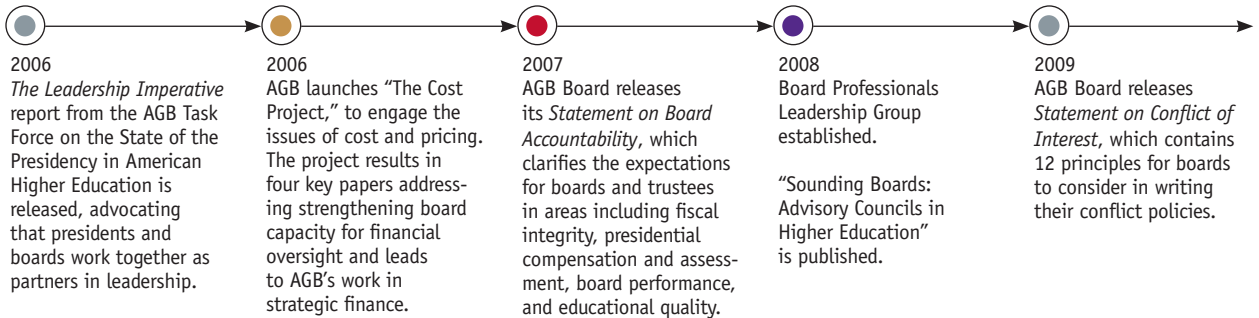 2006
The Leadership Imperative
report from the AGB Task
Force on the State of the
Presidency in American
Higher Education is
released, advocating
that presidents and
boards work together as
partners in leadership.
2006
AGB launches “The Cost
Project,” to engage the
issues of cost and pricing.
The project results in
four key papers address-
ing strengthening board
capacity for financial
oversight and leads
to AGB’s work in
strategic finance.
2007
AGB Board releases
its Statement on Board
Accountability, which
clarifies the expectations
for boards and trustees
in areas including fiscal
integrity, presidential
compensation and assess-
ment, board performance,
and educational quality.
2008
Board Professionals
Leadership Group
established.
“Sounding Boards:
Advisory Councils in
Higher Education”
is published.
2009
AGB Board releases
Statement on Conflict of
Interest, which contains
12 principles for boards
to consider in writing
their conflict policies.